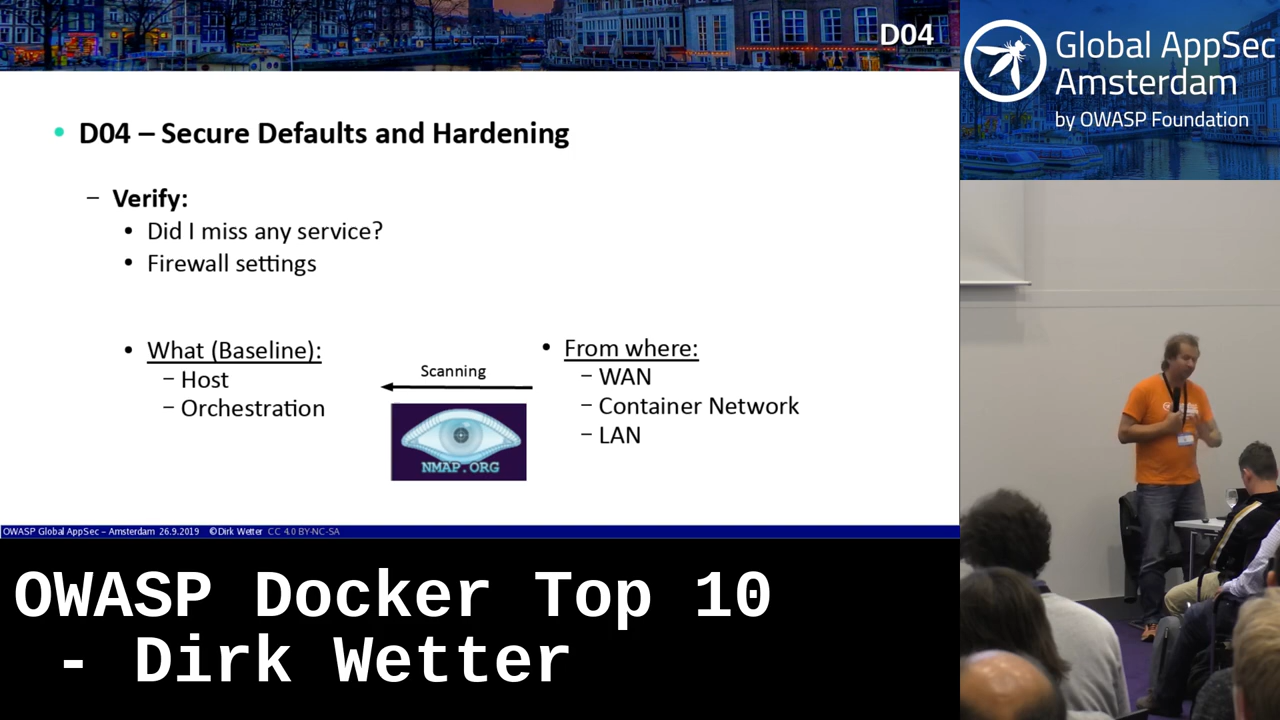 D04
Global AppSec
Amsterdam
by OWASP Foundation
• D04 – Secure Defaults and Hardening
– Verify:
• Did I miss any service?
• Firewall settings
• What (Baseline):
– Host
– Orchestration
Scanning
NMAP.ORG
• From where:
– WAN
– Container Network
– LAN
OWASP Global AppSec – Amsterdam 26.9.2019 ©Dirk Wetter CC 4.0 BY-NC-SA
OWASP Docker Top 10
- Dirk Wetter